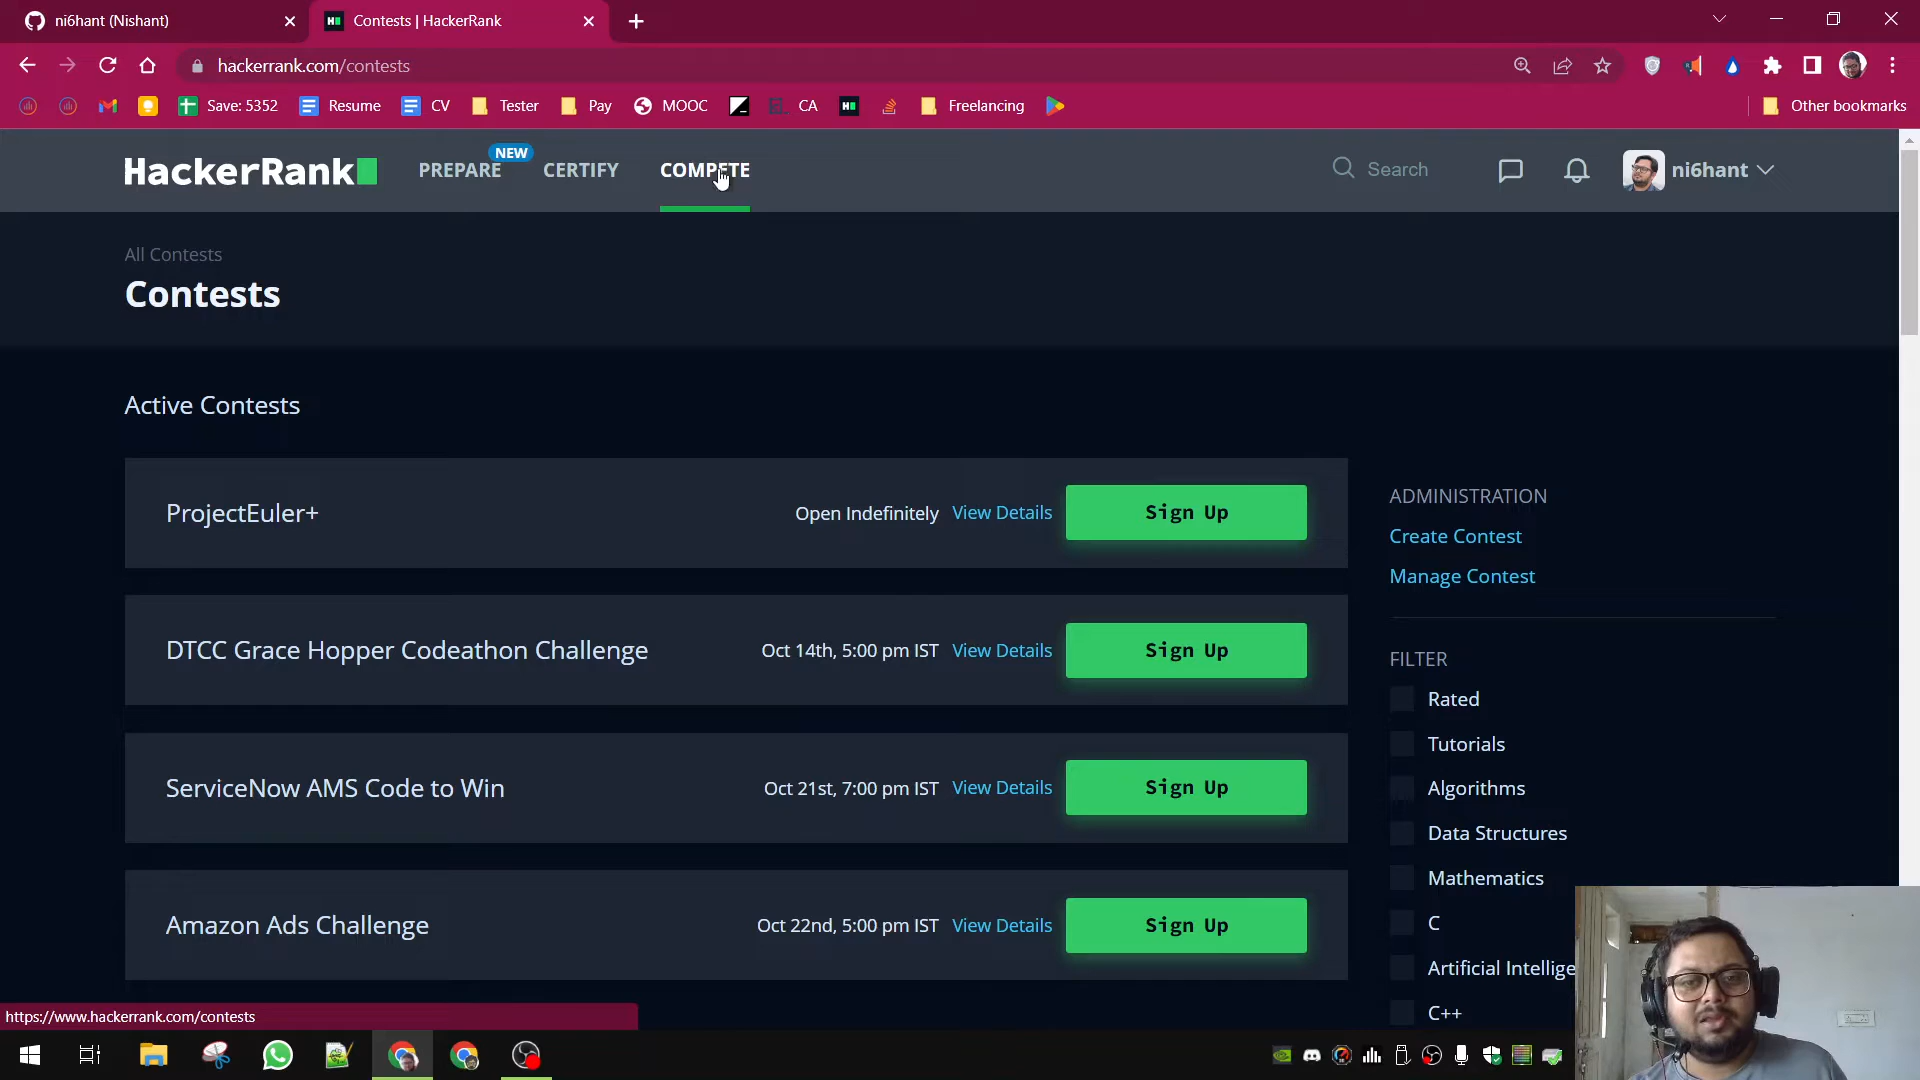 ni6hant (Nishant)
Contests | HackerRank
hackerrank.com/contests
Save: 5352
Resume
CV
Tester
Pay
MOOC
CA
Freelancing
Other bookmarks
HackerRank
PREPARE
NEW
CERTIFY
COMPETE
Search
ni6hant
All Contests
Contests
Active Contests
ProjectEuler+
Open Indefinitely
View Details
Sign Up
DTCC Grace Hopper Codeathon Challenge
Oct 14th, 5:00 pm IST
View Details
Sign Up
ServiceNow AMS Code to Win
Oct 21st, 7:00 pm IST
View Details
Sign Up
Amazon Ads Challenge
Oct 22nd, 5:00 pm IST
View Details
Sign Up
ADMINISTRATION
Create Contest
Manage Contest
FILTER
Rated
Tutorials
Algorithms
Data Structures
Mathematics
C
Artificial Intellige
C++
https://www.hackerrank.com/contests